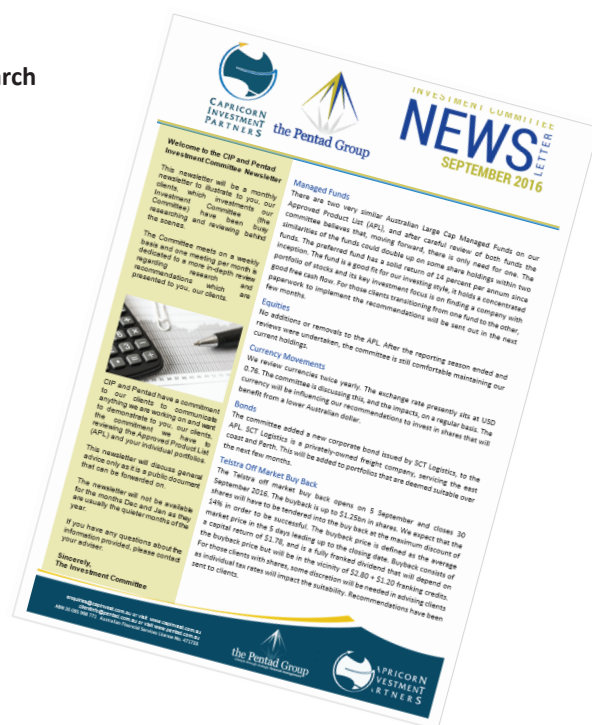 arch
CAPRICORN
INVESTMENT
PARTNERS
the Pentad Group
INVESTMENT COMMITTEE
NEWS
LETTER
SEPTEMBER 2016
Welcome to the CIP and Pentad
Investment Committee Newsletter
This newsletter will be a monthly
newsletter to illustrate to you, our
clients, which investments our
Investment Committee (the
Committee) have been busy
researching and reviewing behind
the scenes.
The Committee meets on a weekly
basis and one meeting per month is
dedicated to a more in-depth review
regarding research and
recommendations which are
presented to you, our clients.
CIP and Pentad have a commitment
to our clients to communicate
anything we are working on and want
to demonstrate to you, our clients,
the commitment we have to
reviewing the Approved Product List
(APL) and your individual portfolios.
This newsletter will discuss general
advice only as it is a public document
that can be forwarded on.
The newsletter will not be available
for the months Dec and Jan as they
are usually the quieter months of the
year.
If you have any questions about the
information provided, please contact
your adviser.
Sincerely,
The Investment Committee
Managed Funds
There are two very similar Australian Large Cap Managed Funds on our
Approved Product List (APL), and after careful review of both funds the
committee believes that, moving forward, there is only need for one. The
similarities of the funds could double up on some share holdings within two
funds. The preferred fund has a solid return of 14 percent per annum since
inception. The fund is a good fit for our investing style, it holds a concentrated
portfolio of stocks and its key investment focus is on finding a company with
good free cash flow. For those clients transitioning from one fund to the other,
paperwork to implement the recommendations will be sent out in the next
few months.
Equities
No additions or removals to the APL. After the reporting season ended and
reviews were undertaken, the committee is still comfortable maintaining our
current holdings.
Currency Movements
We review currencies twice yearly. The exchange rate presently sits at USD
0.76. The committee is discussing this, and the impacts, on a regular basis. The
currency will be influencing our recommendations to invest in shares that will
benefit from a lower Australian dollar.
Bonds
The committee added a new corporate bond issued by SCT Logistics, to the
APL. SCT Logistics is a privately-owned freight company, servicing the east
coast and Perth. This will be added to portfolios that are deemed suitable over
the next few months.
Telstra Off Market Buy Back
The Telstra off market buy back opens on 5 September and closes 30
September 2016. The buyback is up to $1.25bn in shares. We expect that the
shares will have to be tendered into the buy back at the maximum discount of
14% in order to be successful. The buyback price is defined as the average
market price in the 5 days leading up to the closing date. Buyback consists of
a capital return of $1.78, and is a fully franked dividend that will depend on
the buyback price but will be in the vicinity of $2.80 + $1.20 franking credits.
For those clients with shares, some discretion will be needed in advising clients
as individual tax rates will impact the suitability. Recommendations have been
sent to clients.
enquiries@capinvest.com.au or visit www.capinvest.com.au
or visit www.pentad.com.au
Australian Financial Services License No.
the Pentad Group
CAPRICORN
INVESTMENT
PARTNERS